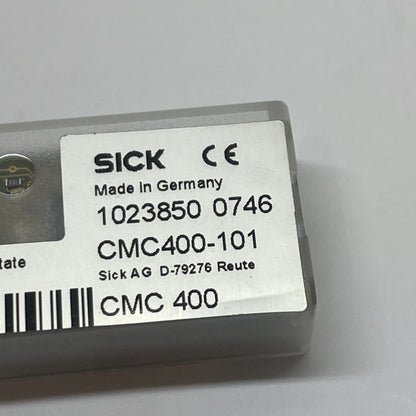 SICK CE
Made in Germany
1023850 0746
CMC400-101
tate
Sick AG D-79276 Reute
CMC 400